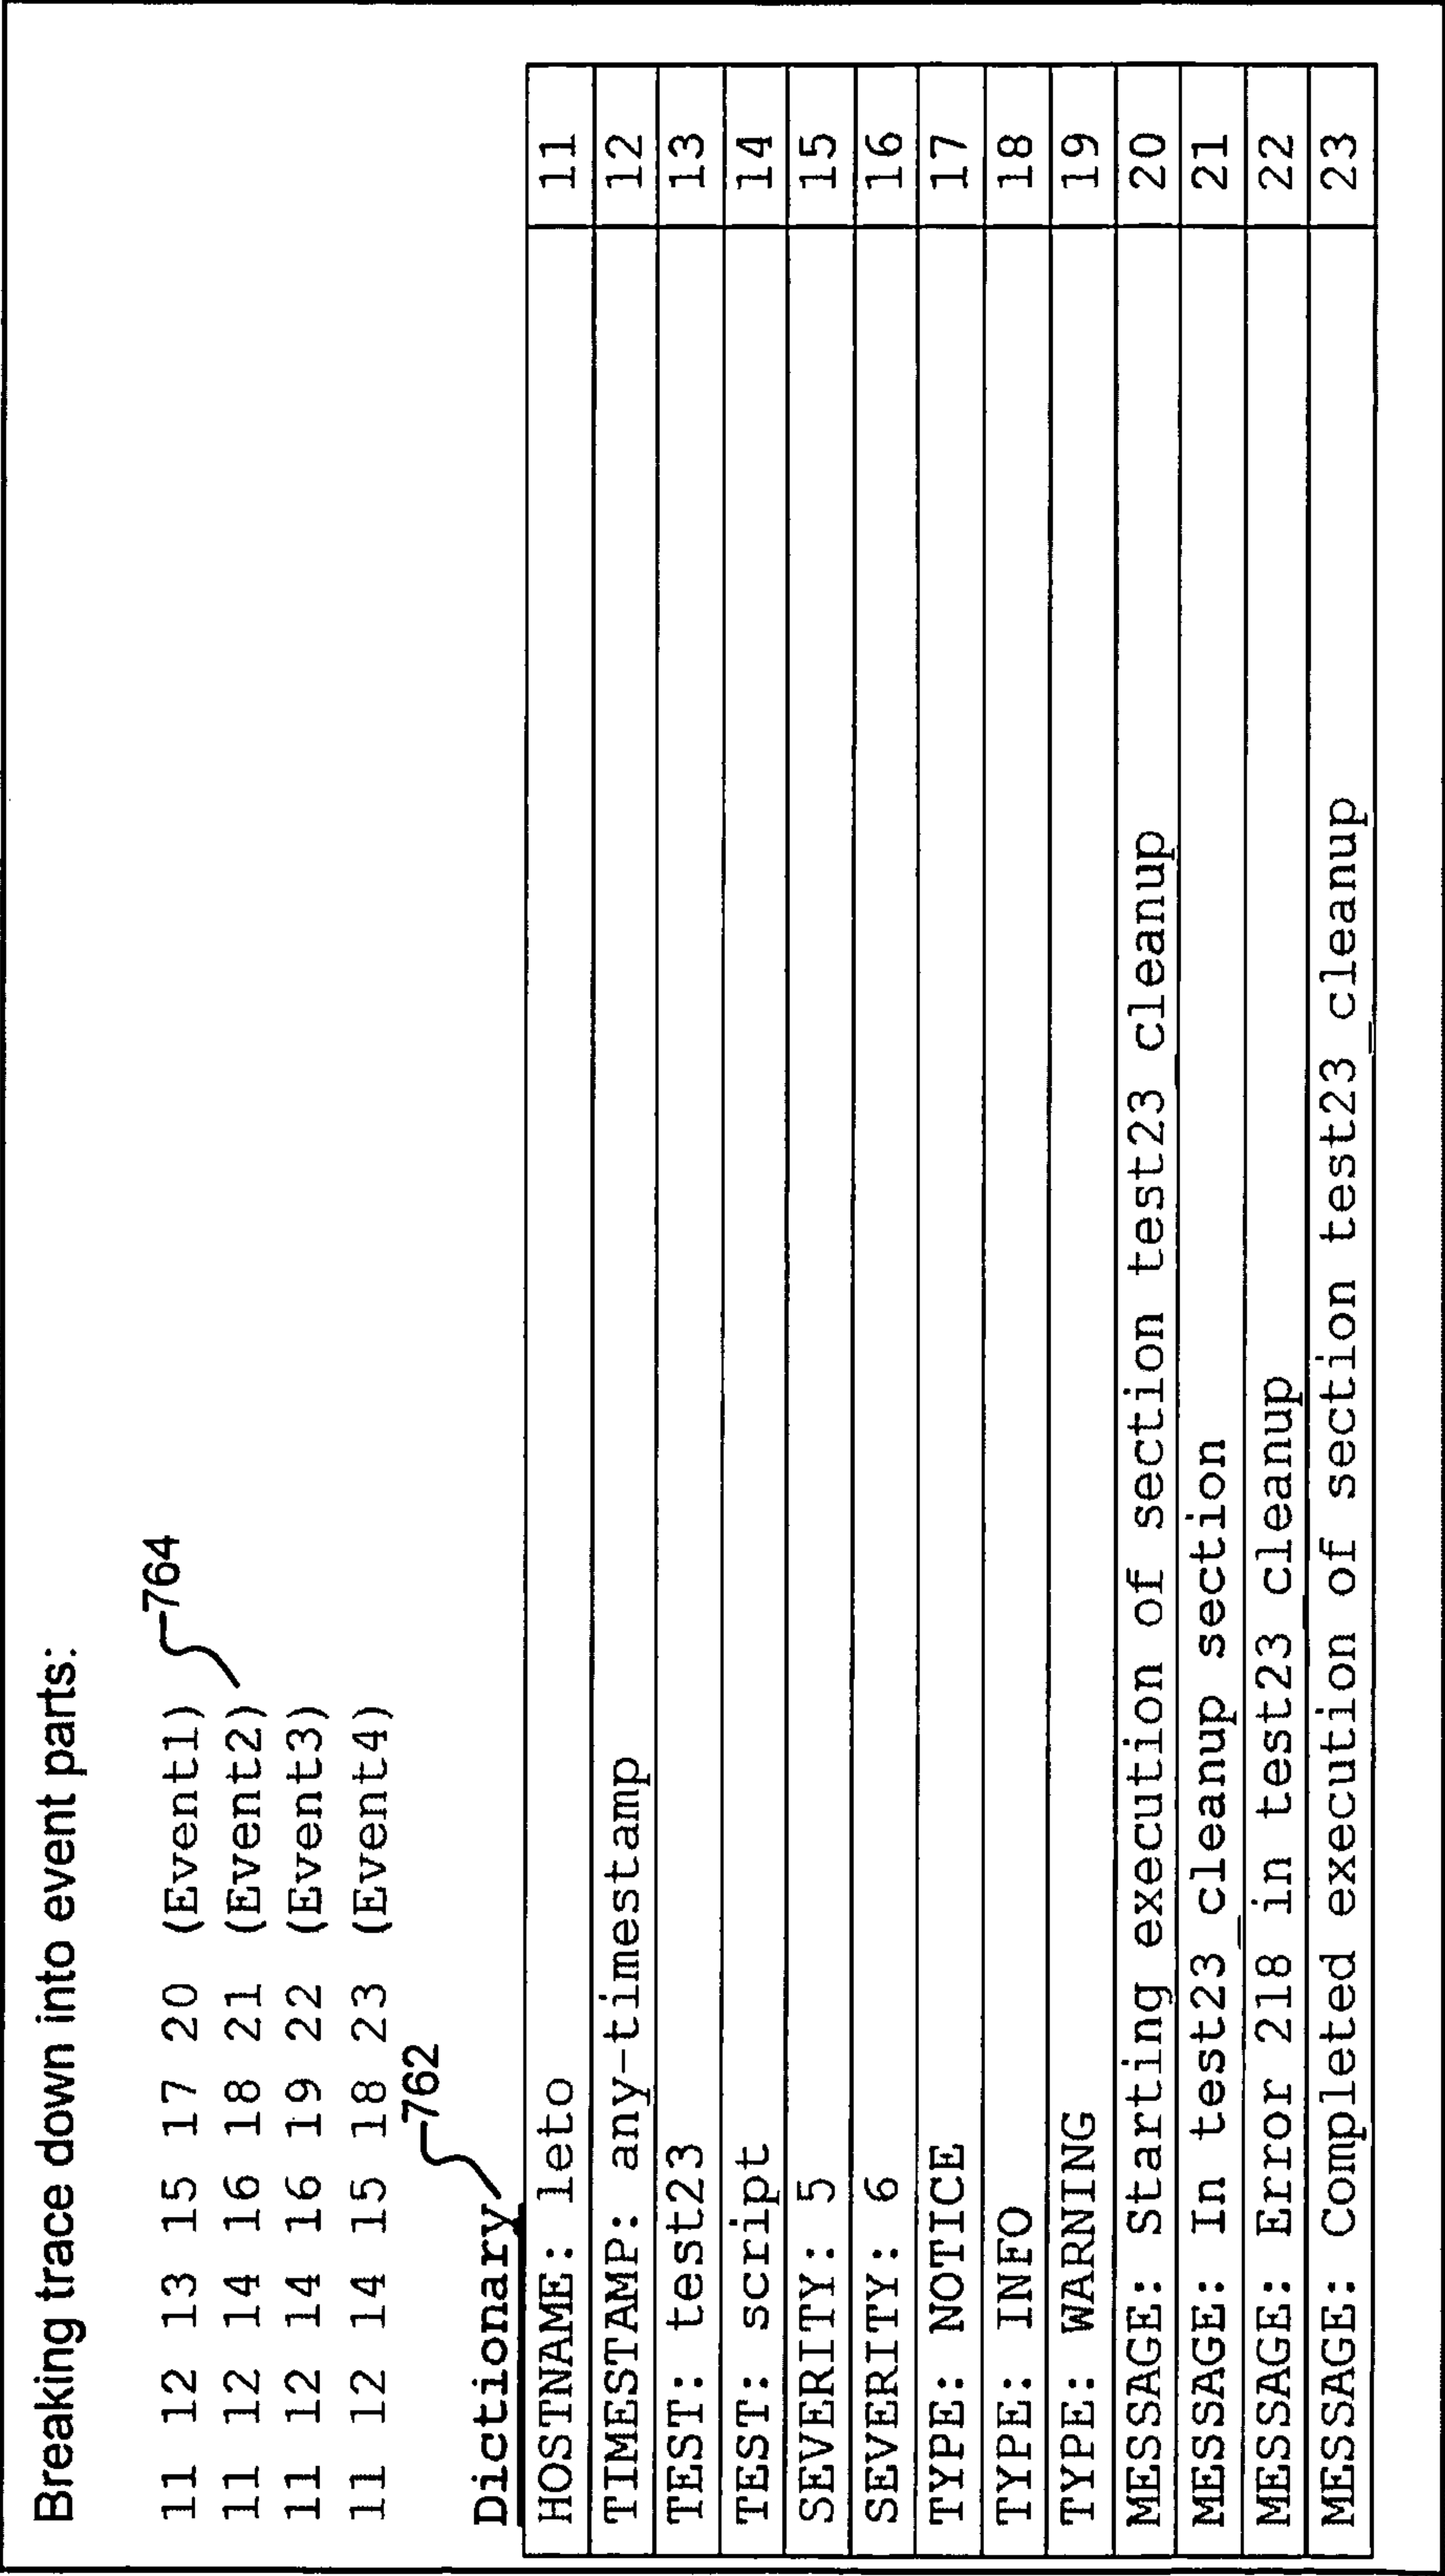 Breaking trace down into event parts:
764
11 12 13 15 17 20 (Event1)
11 12 14 16 18 21 (Event2)
11 12 14 16 19 22 (Event3)
11 12 14 15 18 23 (Event4)
762
Dictionary
HOSTNAME: leto 11
TIMESTAMP: any-timestamp 12
TEST: test23 13
TEST: script 14
SEVERITY: 5 15
SEVERITY: 6 16
TYPE: NOTICE 17
TYPE: INFO 18
TYPE: WARNING 19
MESSAGE: Starting execution of section test23_cleanup 20
MESSAGE: In test23_cleanup section 21
MESSAGE: Error 218 in test23 cleanup 22
MESSAGE: Completed execution of section test23_cleanup 23